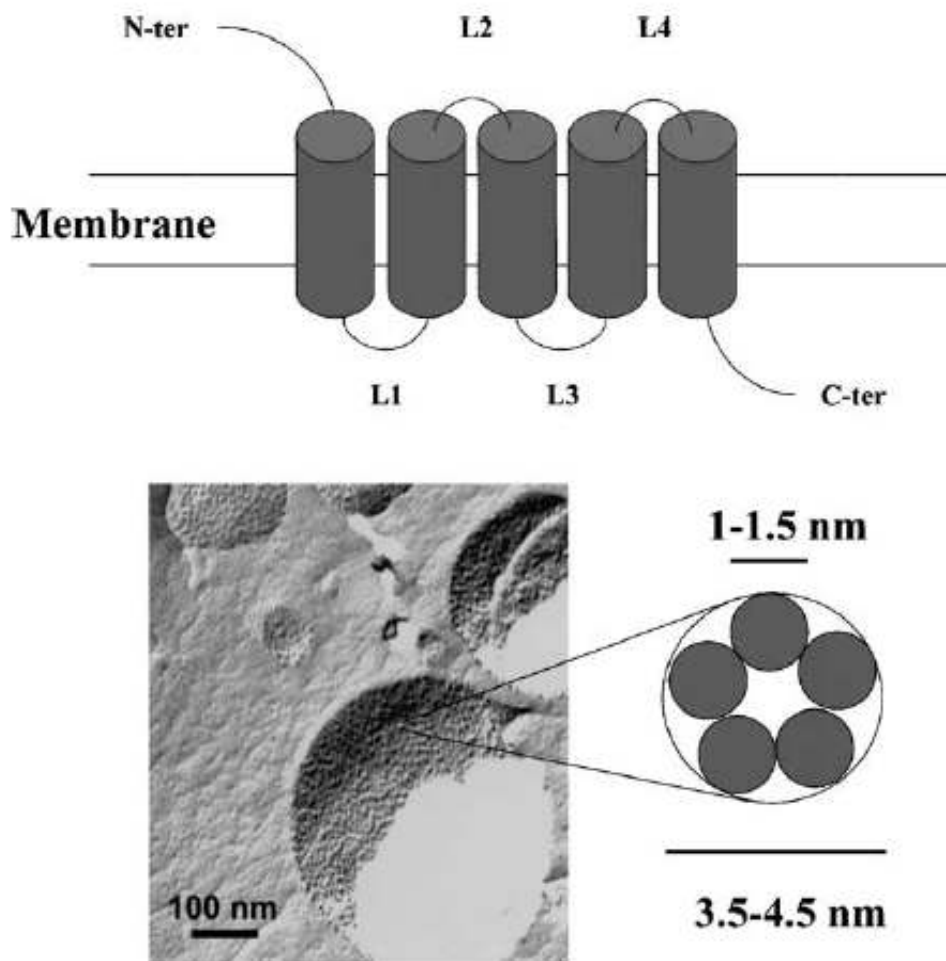 N-ter
L2
L4
Membrane
L1
L3
C-ter
1-1.5 nm
100 nm
3.5-4.5 nm